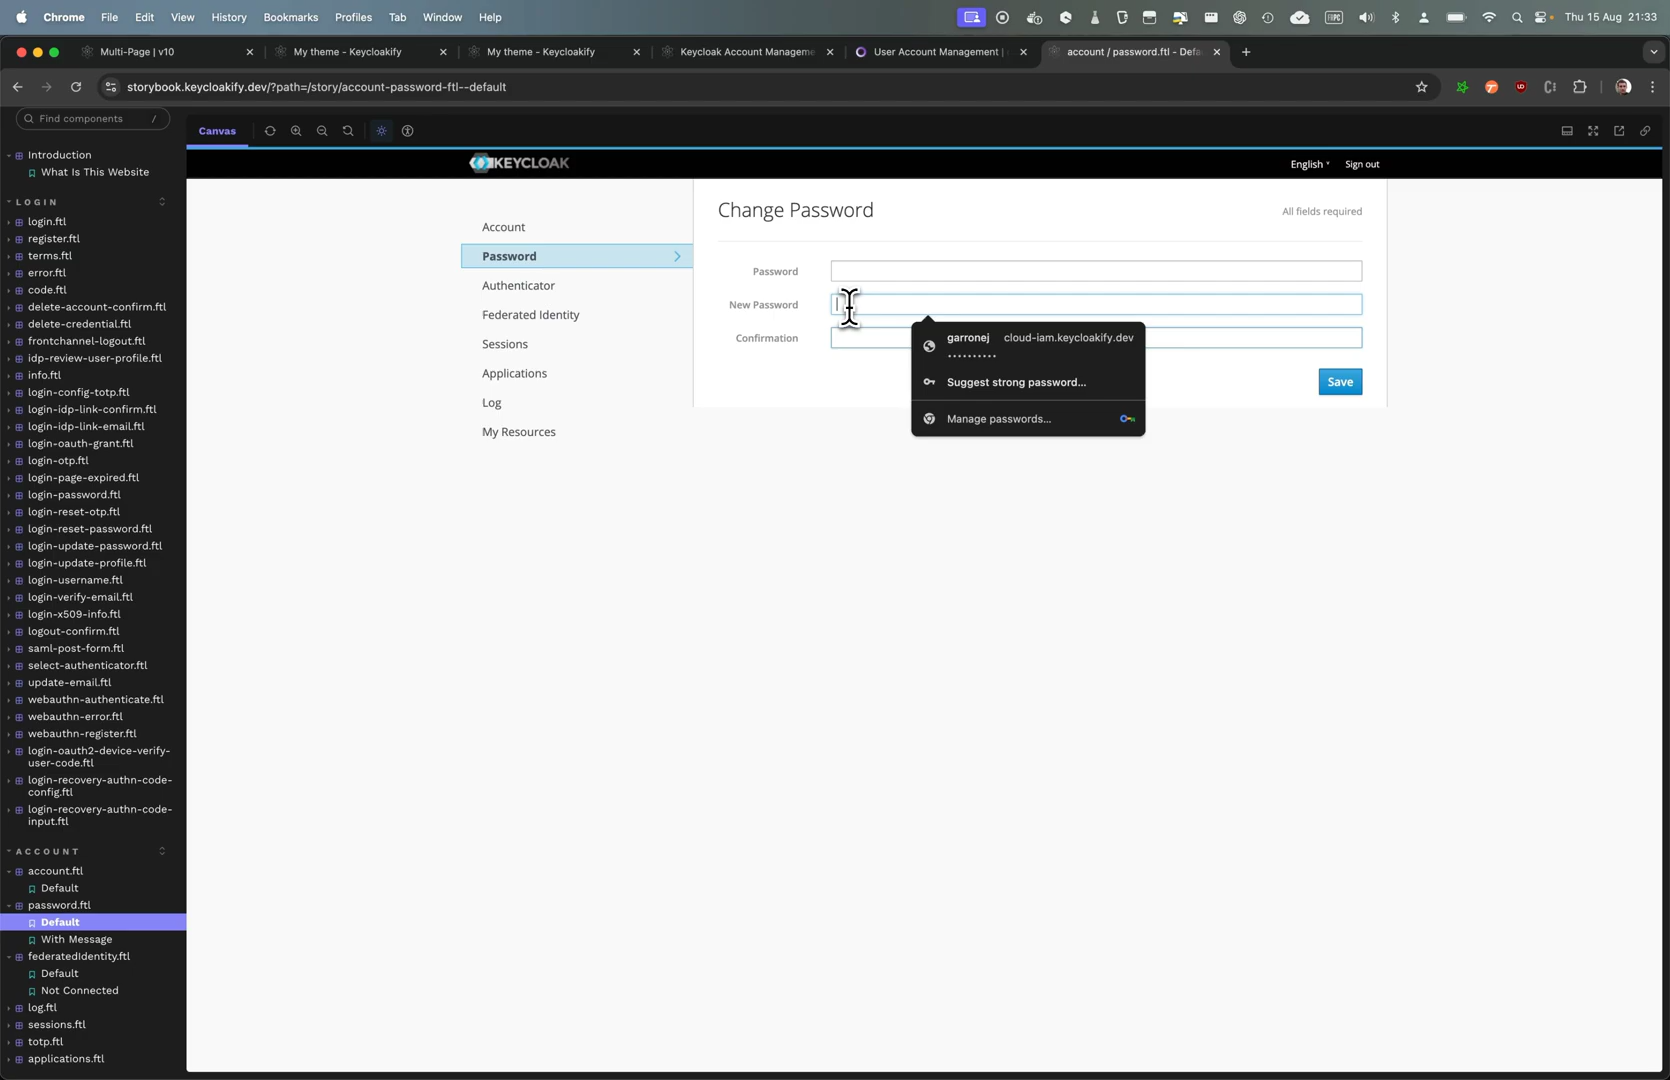 Chrome File Edit View History Bookmarks Profiles Tab Window Help Thu 15 Aug 21:33
Multi-Page | v10
My theme - Keycloakify
My theme - Keycloakify
Keycloak Account Manageme
User Account Management |
account / password.ftl - Defa
storybook.keycloakify.dev/?path=/story/account-password-ftl--default
Find components /
Introduction
What Is This Website
LOGIN
login.ftl
register.ftl
terms.ftl
error.ftl
code.ftl
delete-account-confirm.ftl
delete-credential.ftl
frontchannel-logout.ftl
idp-review-user-profile.ftl
info.ftl
login-config-totp.ftl
login-idp-link-confirm.ftl
login-idp-link-email.ftl
login-oauth-grant.ftl
login-otp.ftl
login-page-expired.ftl
login-password.ftl
login-reset-otp.ftl
login-reset-password.ftl
login-update-password.ftl
login-update-profile.ftl
login-username.ftl
login-verify-email.ftl
login-x509-info.ftl
logout-confirm.ftl
saml-post-form.ftl
select-authenticator.ftl
update-email.ftl
webauthn-authenticate.ftl
webauthn-error.ftl
webauthn-register.ftl
login-oauth2-device-verify-
user-code.ftl
login-recovery-authn-code-
config.ftl
login-recovery-authn-code-
input.ftl
ACCOUNT
account.ftl
Default
password.ftl
Default
With Message
federatedIdentity.ftl
Default
Not Connected
log.ftl
sessions.ftl
totp.ftl
applications.ftl
Canvas
KEYCLOAK
English
Sign out
Account
Password
Authenticator
Federated Identity
Sessions
Applications
Log
My Resources
Change Password
All fields required
Password
New Password
Confirmation
garronej cloud-iam.keycloakify.dev
••••••••••
Suggest strong password...
Manage passwords...
Save